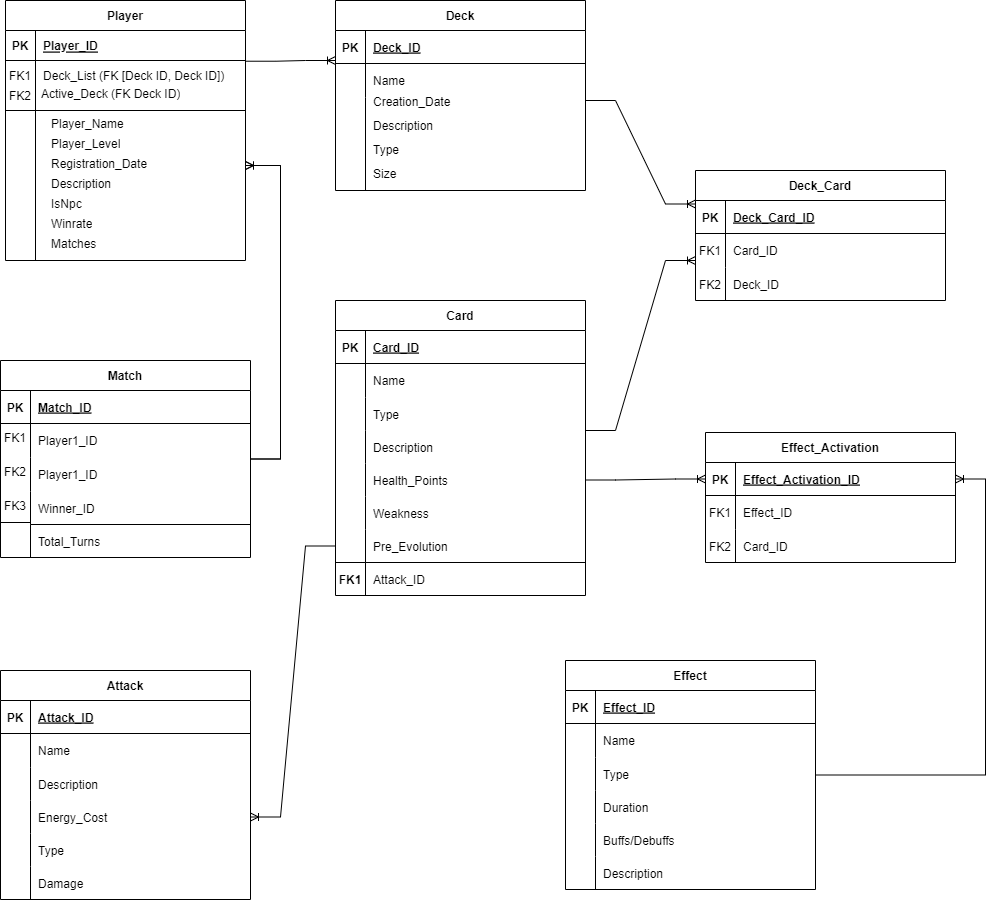 Player
PK Player_ID
FK1 Deck_List (FK [Deck ID, Deck ID])
FK2 Active_Deck (FK Deck ID)
Player_Name
Player_Level
Registration_Date
Description
IsNpc
Winrate
Matches
Deck
PK Deck_ID
Name
Creation_Date
Description
Type
Size
Deck_Card
PK Deck_Card_ID
FK1 Card_ID
FK2 Deck_ID
Card
PK Card_ID
Name
Type
Description
Health_Points
Weakness
Pre_Evolution
FK1 Attack_ID
Match
PK Match_ID
FK1 Player1_ID
FK2 Player1_ID
FK3 Winner_ID
Total_Turns
Effect_Activation
PK Effect_Activation_ID
FK1 Effect_ID
FK2 Card_ID
Attack
PK Attack_ID
Name
Description
Energy_Cost
Type
Damage
Effect
PK Effect_ID
Name
Type
Duration
Buffs/Debuffs
Description